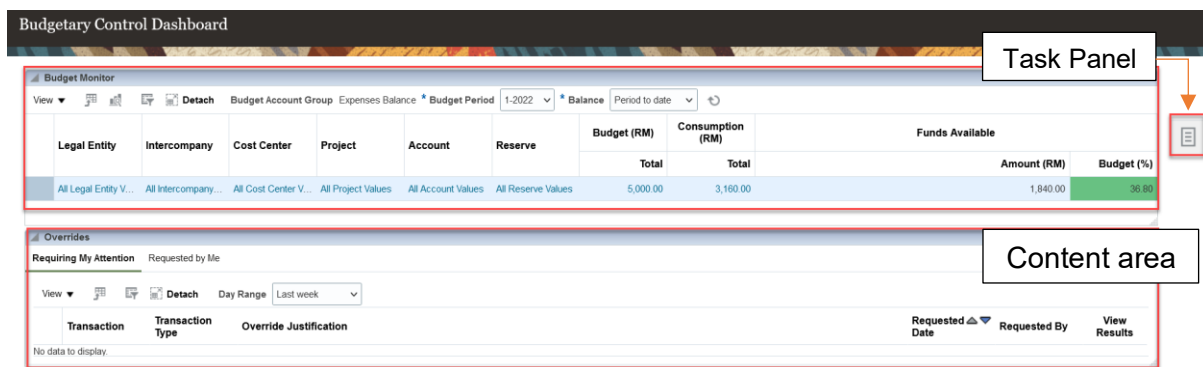 Budgetary Control Dashboard
Task Panel
Budget Monitor
View ▼ Detach Budget Account Group Expenses Balance * Budget Period 1-2022 * Balance Period to date
Legal Entity Intercompany Cost Center Project Account Reserve Budget (RM) Consumption (RM) Funds Available
Total Total Amount (RM) Budget (%)
All Legal Entity V... All Intercompany... All Cost Center V... All Project Values All Account Values All Reserve Values 5,000.00 3,160.00 1,840.00 36.80
Overrides
Content area
Requiring My Attention Requested by Me
View ▼ Detach Day Range Last week
Transaction Transaction Type Override Justification Requested Date Requested By View Results
No data to display.